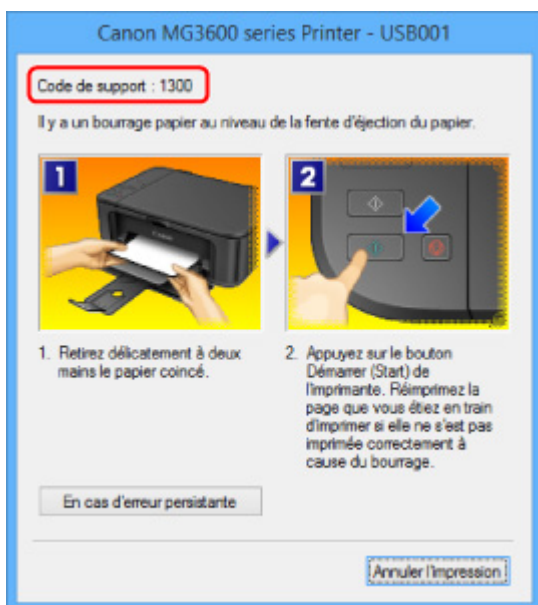 Canon MG3600 series Printer - USB001
Code de support : 1300
Il y a un bourrage papier au niveau de la fente d'éjection du papier.
1
2
1. Retirez délicatement à deux
mains le papier coincé.
2. Appuyez sur le bouton
Démarrer (Start) de
l'imprimante. Réimprimez la
page que vous étiez en train
d'imprimer si elle ne s'est pas
imprimée correctement à
cause du bourrage.
En cas d'erreur persistante
Annuler l'impression